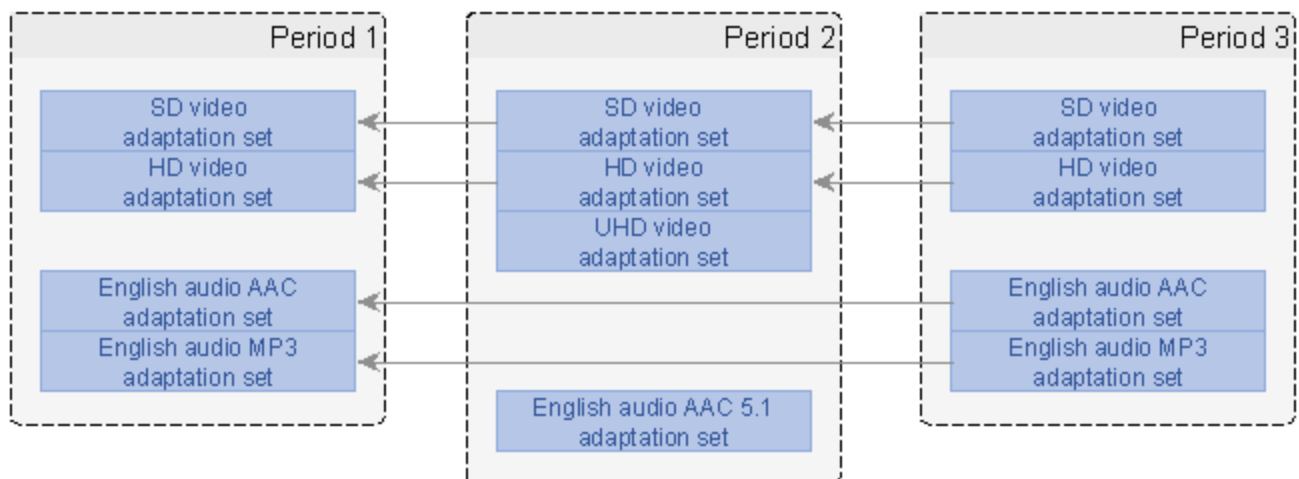 Period 1
SD video
adaptation set
HD video
adaptation set
English audio AAC
adaptation set
English audio MP3
adaptation set
Period 2
SD video
adaptation set
HD video
adaptation set
UHD video
adaptation set
English audio AAC 5.1
adaptation set
Period 3
SD video
adaptation set
HD video
adaptation set
English audio AAC
adaptation set
English audio MP3
adaptation set